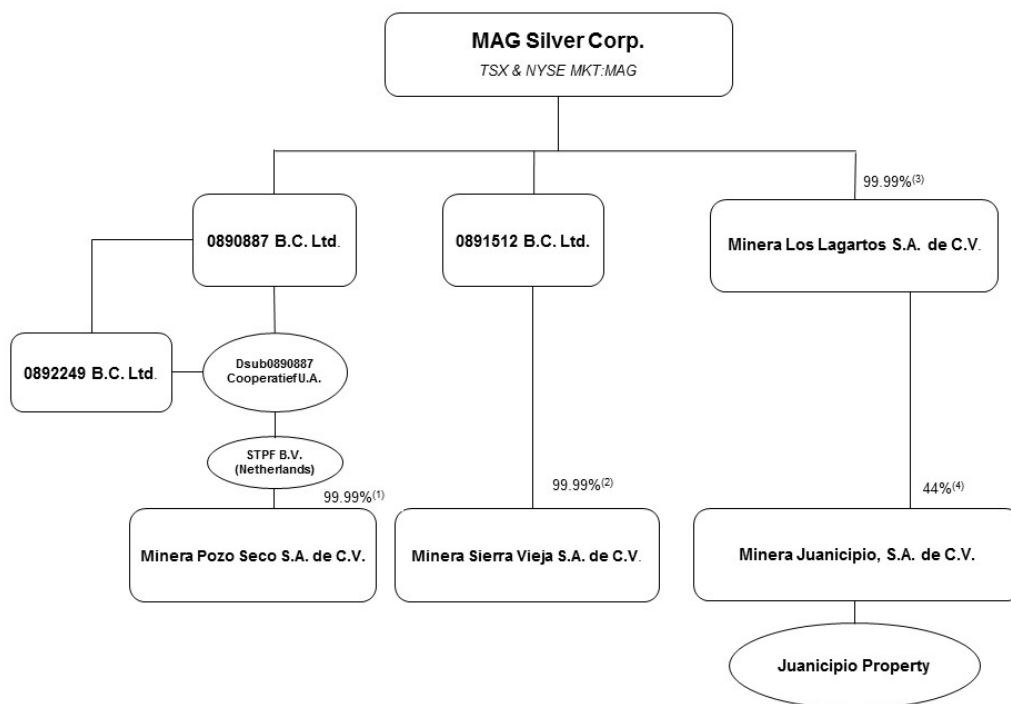 MAG Silver Corp.
TSX & NYSE MKT:MAG
99.99%(3)
0890887 B.C. Ltd.
0891512 B.C. Ltd.
Minera Los Lagartos S.A. de C.V.
0892249 B.C. Ltd.
Dsub0890887
Cooperatief U.A.
STPF B.V.
(Netherlands)
99.99%(1)
99.99%(2)
44%(4)
Minera Pozo Seco S.A. de C.V.
Minera Sierra Vieja S.A. de C.V.
Minera Juanicipio, S.A. de C.V.
Juanicipio Property